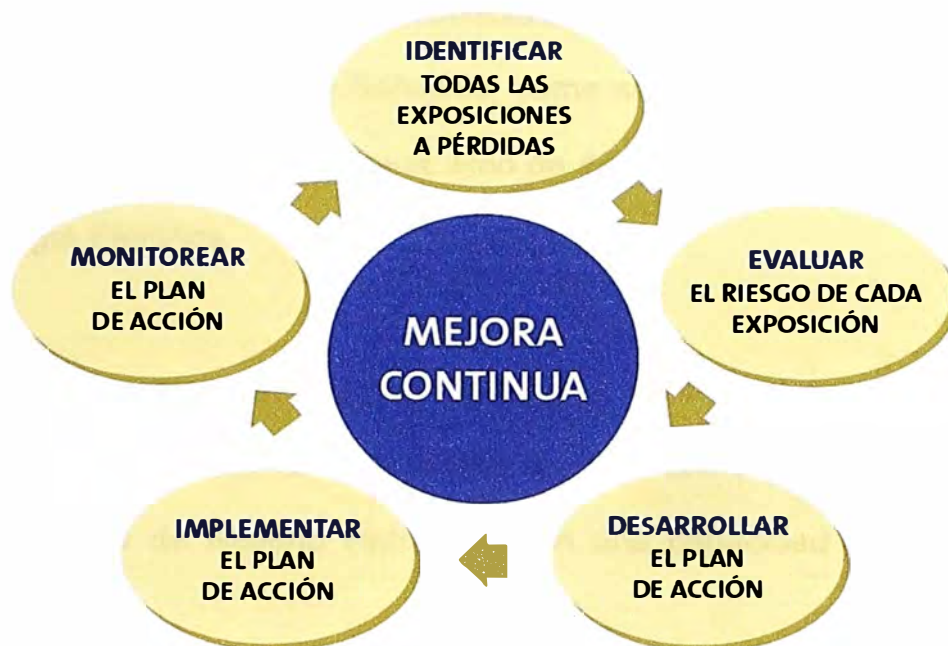 IDENTIFICAR
TODAS LAS
EXPOSICIONES
A PÉRDIDAS
EVALUAR
EL RIESGO DE CADA
EXPOSICIÓN
DESARROLLAR
EL PLAN
DE ACCIÓN
IMPLEMENTAR
EL PLAN
DE ACCIÓN
MONITOREAR
EL PLAN
DE ACCIÓN
MEJORA
CONTINUA